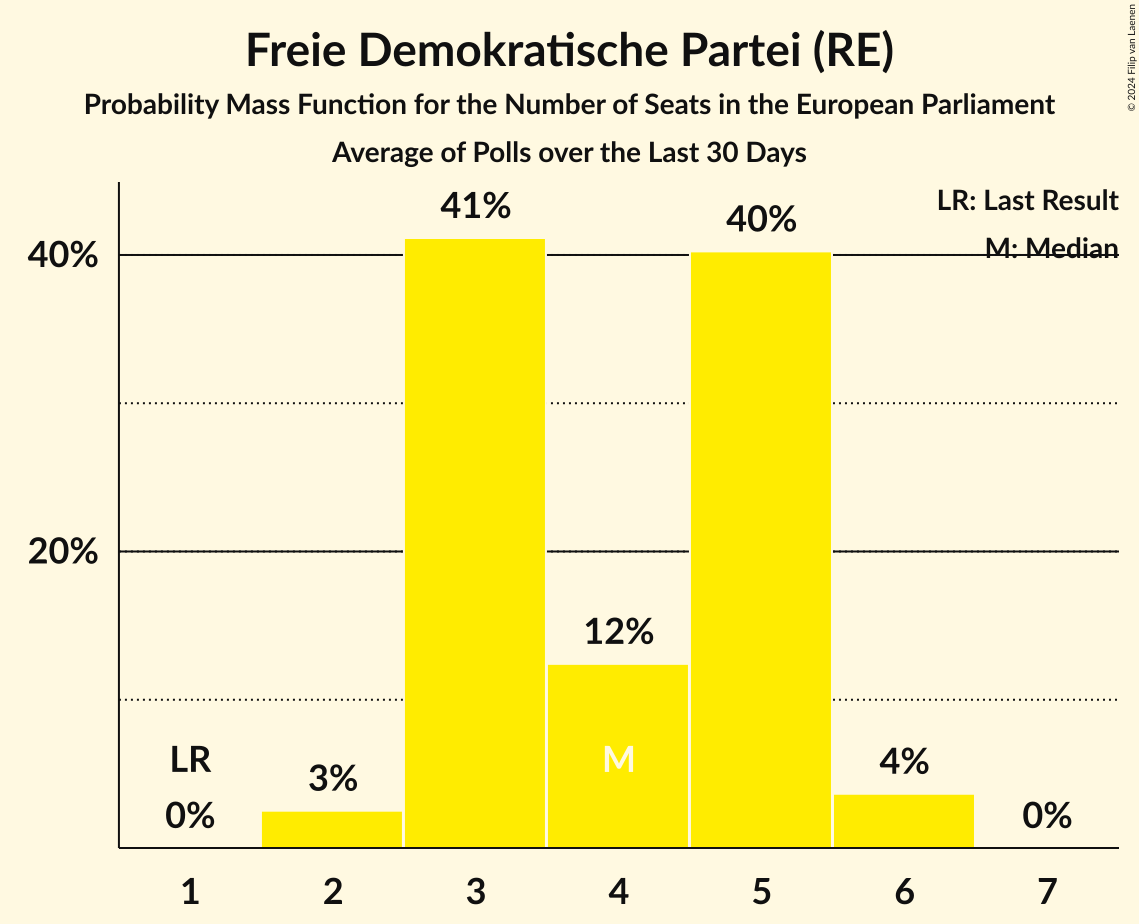 Freie Demokratische Partei (RE)
Probability Mass Function for the Number of Seats in the European Parliament
Average of Polls over the Last 30 Days
© 2024 Filip van Laenen
LR: Last Result
M: Median
41%
40%
40%
20%
12%
LR
M
3%
4%
0%
0%
1 2 3 4 5 6 7